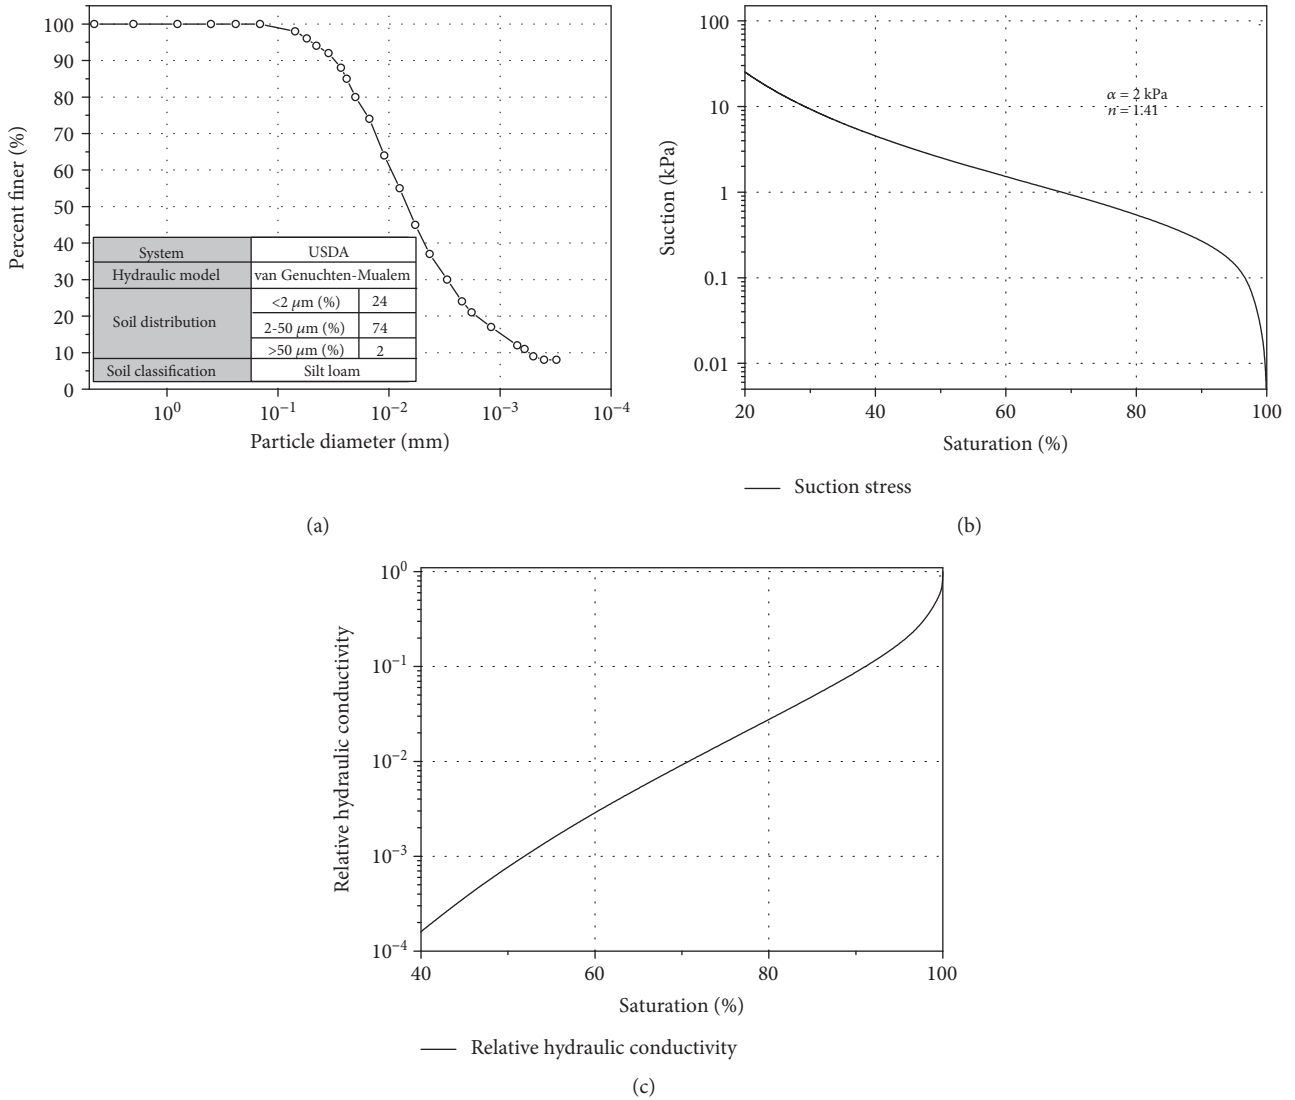 100
90
80
70
60
50
40
30
20
10
0
Percent finer (%)
System USDA
Hydraulic model van Genuchten-Mualem
Soil distribution
<2 μm (%) 24
2-50 μm (%) 74
>50 μm (%) 2
Soil classification Silt loam
10⁰ 10⁻¹ 10⁻² 10⁻³ 10⁻⁴
Particle diameter (mm)
(a)
100
10
1
0.1
0.01
Suction (kPa)
α = 2 kPa
n = 1.41
20 40 60 80 100
Saturation (%)
Suction stress
(b)
10⁰
10⁻¹
10⁻²
10⁻³
10⁻⁴
Relative hydraulic conductivity
40 60 80 100
Saturation (%)
Relative hydraulic conductivity
(c)